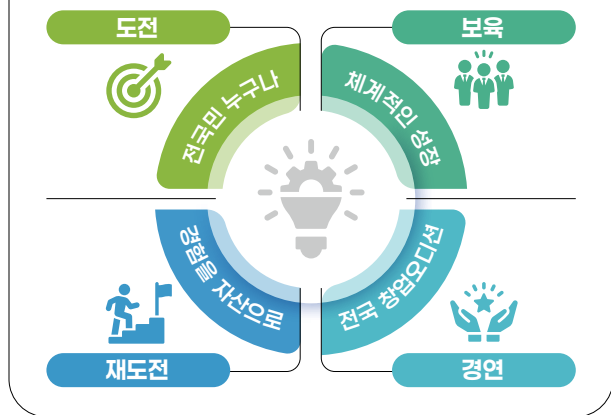 도전
보육
전국민 누구나
체계적인 성장
경험을 자산으로
전국 창업오디션
재도전
경연